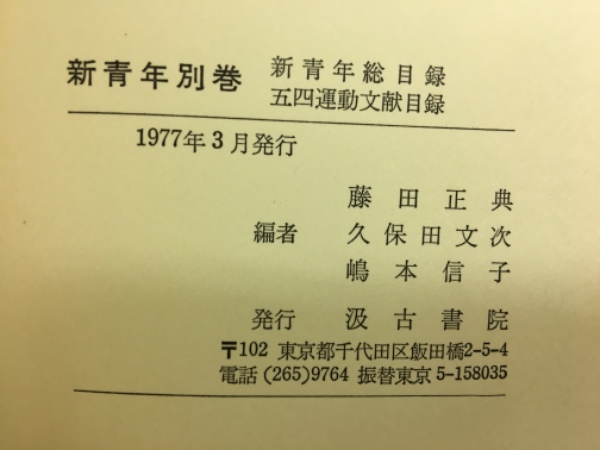 新青年別巻 新青年総目録
五四運動文献目録
1977年3月発行
藤田正典
編者 久保田文次
嶋本信子
発行 汲古書院
〒102 東京都千代田区飯田橋2-5-4
電話(265)9764 振替東京5-158035